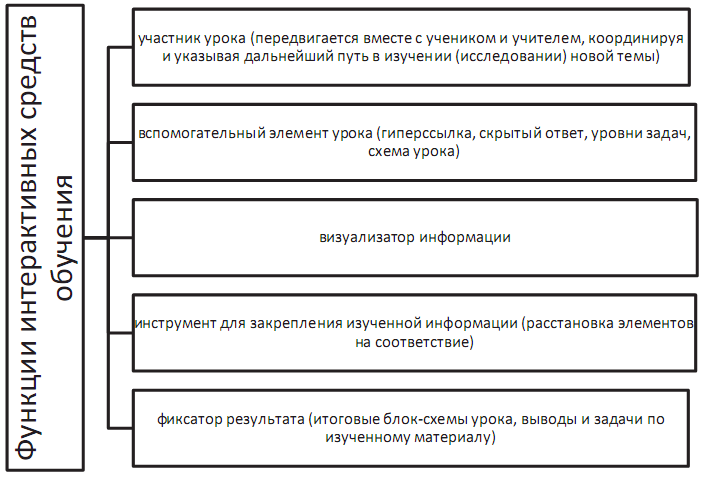 Функции интерактивных средств
обучения
участник урока (передвигается вместе с учеником и учителем, координируя
и указывая дальнейший путь в изучении (исследовании) новой темы)
вспомогательный элемент урока (гиперссылка, скрытый ответ, уровни задач,
схема урока)
визуализатор информации
инструмент для закрепления изученной информации (расстановка элементов
на соответствие)
фиксатор результата (итоговые блок-схемы урока, выводы и задачи по
изученному материалу)